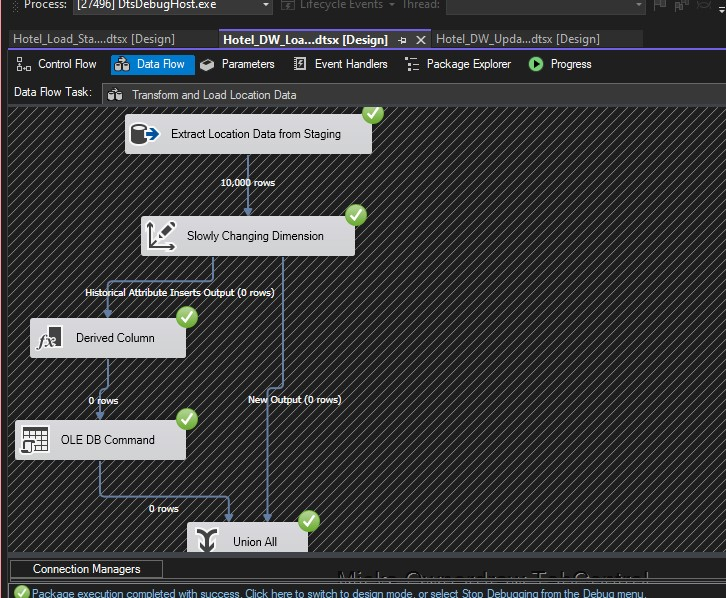 Process: [27496] DtsDebugHost.exe Lifecycle Events Thread:
Hotel_Load_Sta....dtsx [Design] Hotel_DW_Loa...dtsx [Design] Hotel_DW_Upda...dtsx [Design]
Control Flow Data Flow Parameters Event Handlers Package Explorer Progress
Data Flow Task: Transform and Load Location Data
Extract Location Data from Staging
10,000 rows
Slowly Changing Dimension
Historical Attribute Inserts Output (0 rows)
fx Derived Column
0 rows
New Output (0 rows)
OLE DB Command
0 rows
Union All
Connection Managers
Package execution completed with success. Click here to switch to design mode, or select Stop Debugging from the Debug menu.